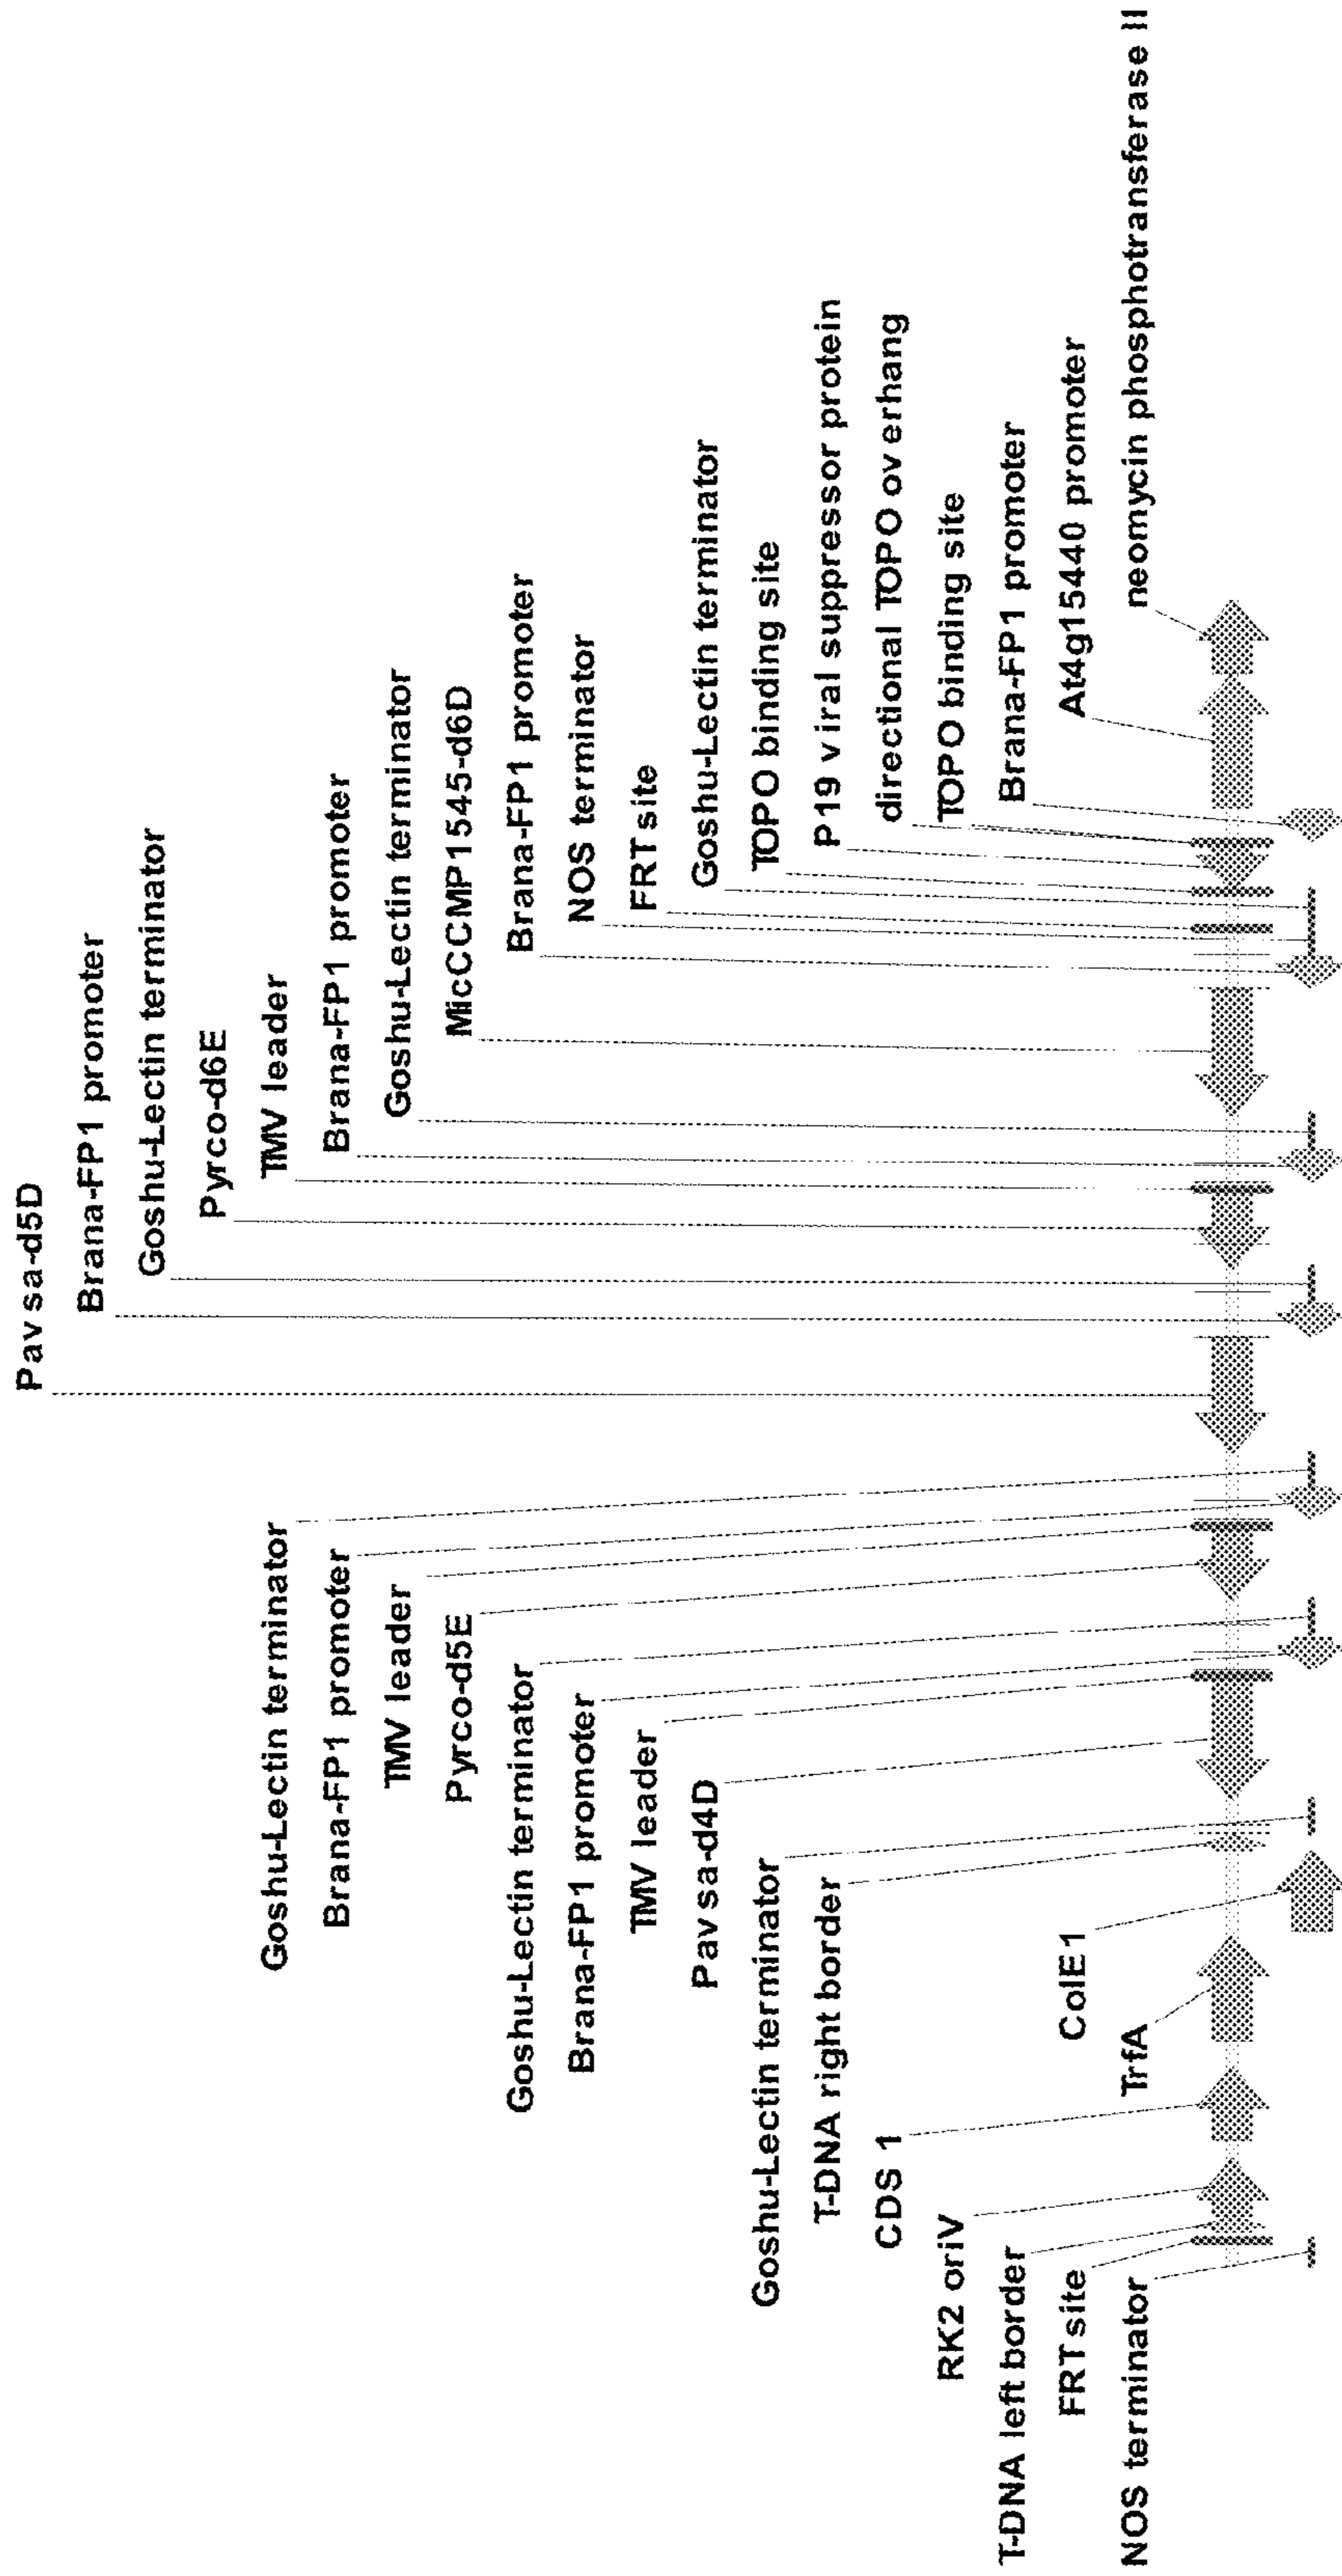 Pavsa-d5D
Brana-FP1 promoter
Goshu-Lectin terminator
Pyrco-d6E
TMV leader
Brana-FP1 promoter
Goshu-Lectin terminator
MicCCMP1545-d6D
Brana-FP1 promoter
NOS terminator
FRT site
Goshu-Lectin terminator
TOPO binding site
P19 viral suppressor protein
directional TOPO overhang
TOPO binding site
Brana-FP1 promoter
At4g15440 promoter
neomycin phosphotransferase II
Goshu-Lectin terminator
Brana-FP1 promoter
TMV leader
Pyrco-d5E
Goshu-Lectin terminator
Brana-FP1 promoter
TMV leader
Pavsa-d4D
Goshu-Lectin terminator
T-DNA right border
CDS 1
RK2 oriV
T-DNA left border
FRT site
NOS terminator
ColE1
TrfA